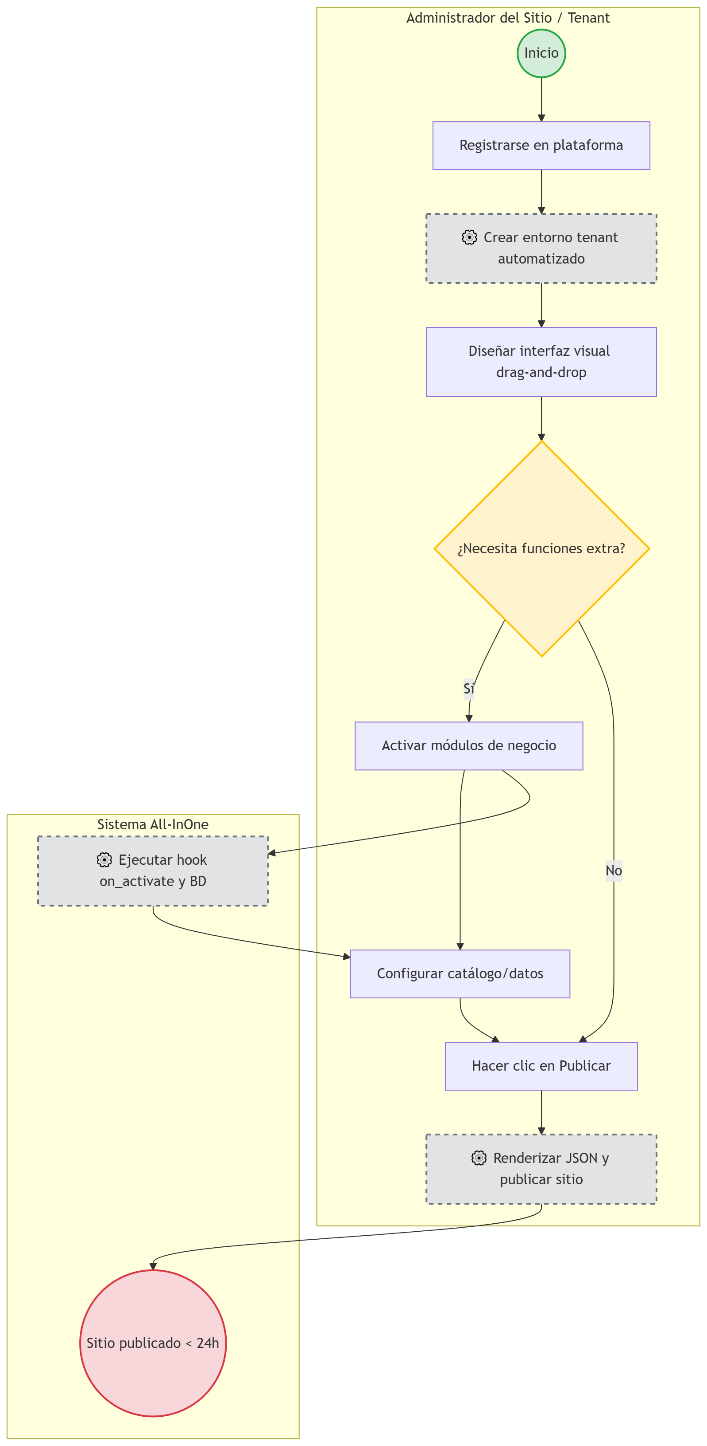 Administrador del Sitio / Tenant
Inicio
Registrarse en plataforma
Crear entorno tenant
automatizado
Diseñar interfaz visual
drag-and-drop
¿Necesita funciones extra?
Sí
Activar módulos de negocio
Sistema All-InOne
Ejecutar hook
on_activate y BD
No
Configurar catálogo/datos
Hacer clic en Publicar
Renderizar JSON y
publicar sitio
Sitio publicado < 24h